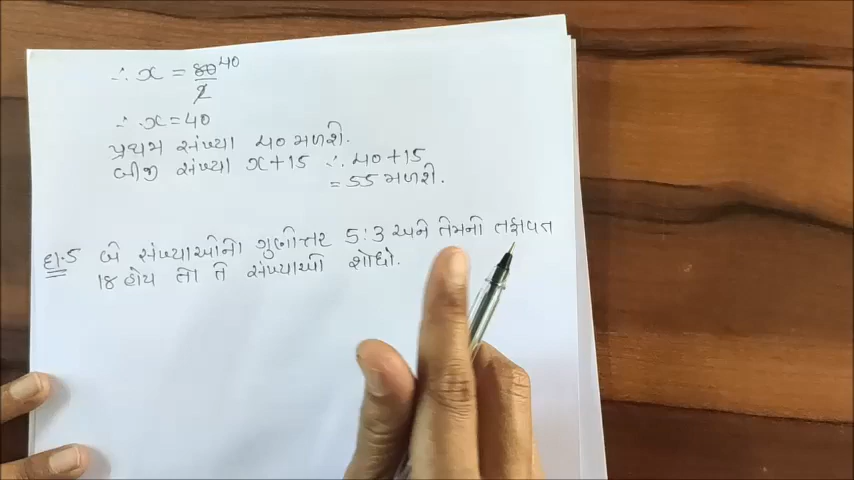 ∴ x = 80 40
2
∴ x = 40
પ્રથમ સંખ્યા 40 મળશે.
બીજી સંખ્યા x+15 ∴ 40+15
= 55 મળશે.
દા.5 બે સંખ્યાઓનો ગુણોત્તર 5:3 અને તેમનો તફાવત
18 હોય તો તે સંખ્યાઓ શોધો.